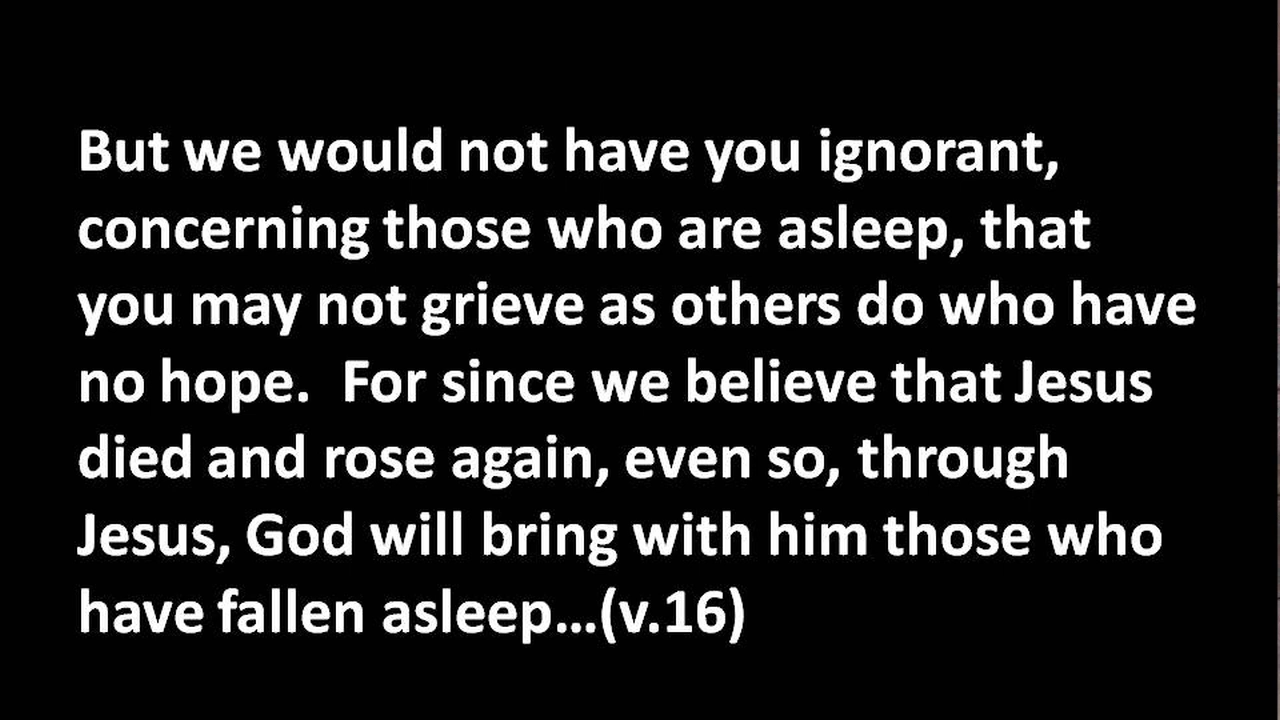 But we would not have you ignorant,
concerning those who are asleep, that
you may not grieve as others do who have
no hope.  For since we believe that Jesus
died and rose again, even so, through
Jesus, God will bring with him those who
have fallen asleep...(v.16)